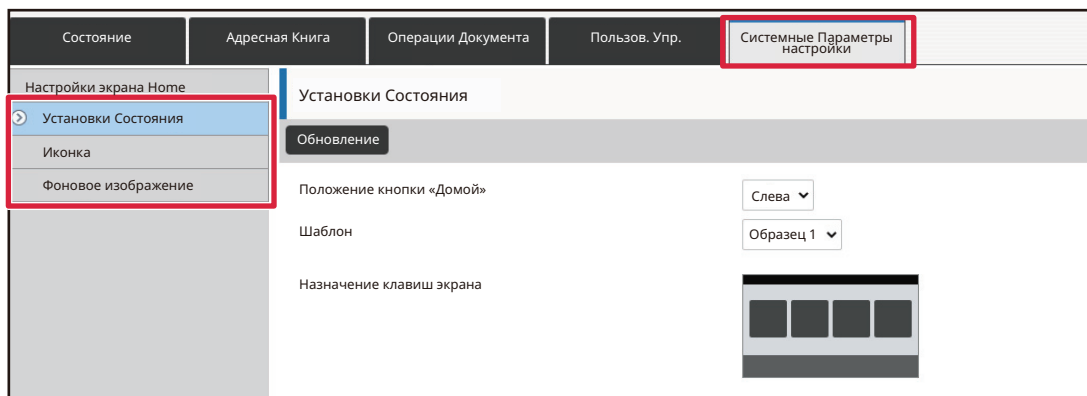 Состояние
Адресная Книга
Операции Документа
Пользов. Упр.
Системные Параметры
настройки
Настройки экрана Home
Установки Состояния
Иконка
Фоновое изображение
Установки Состояния
Обновление
Положение кнопки «Домой»
Слева
Шаблон
Образец 1
Назначение клавиш экрана